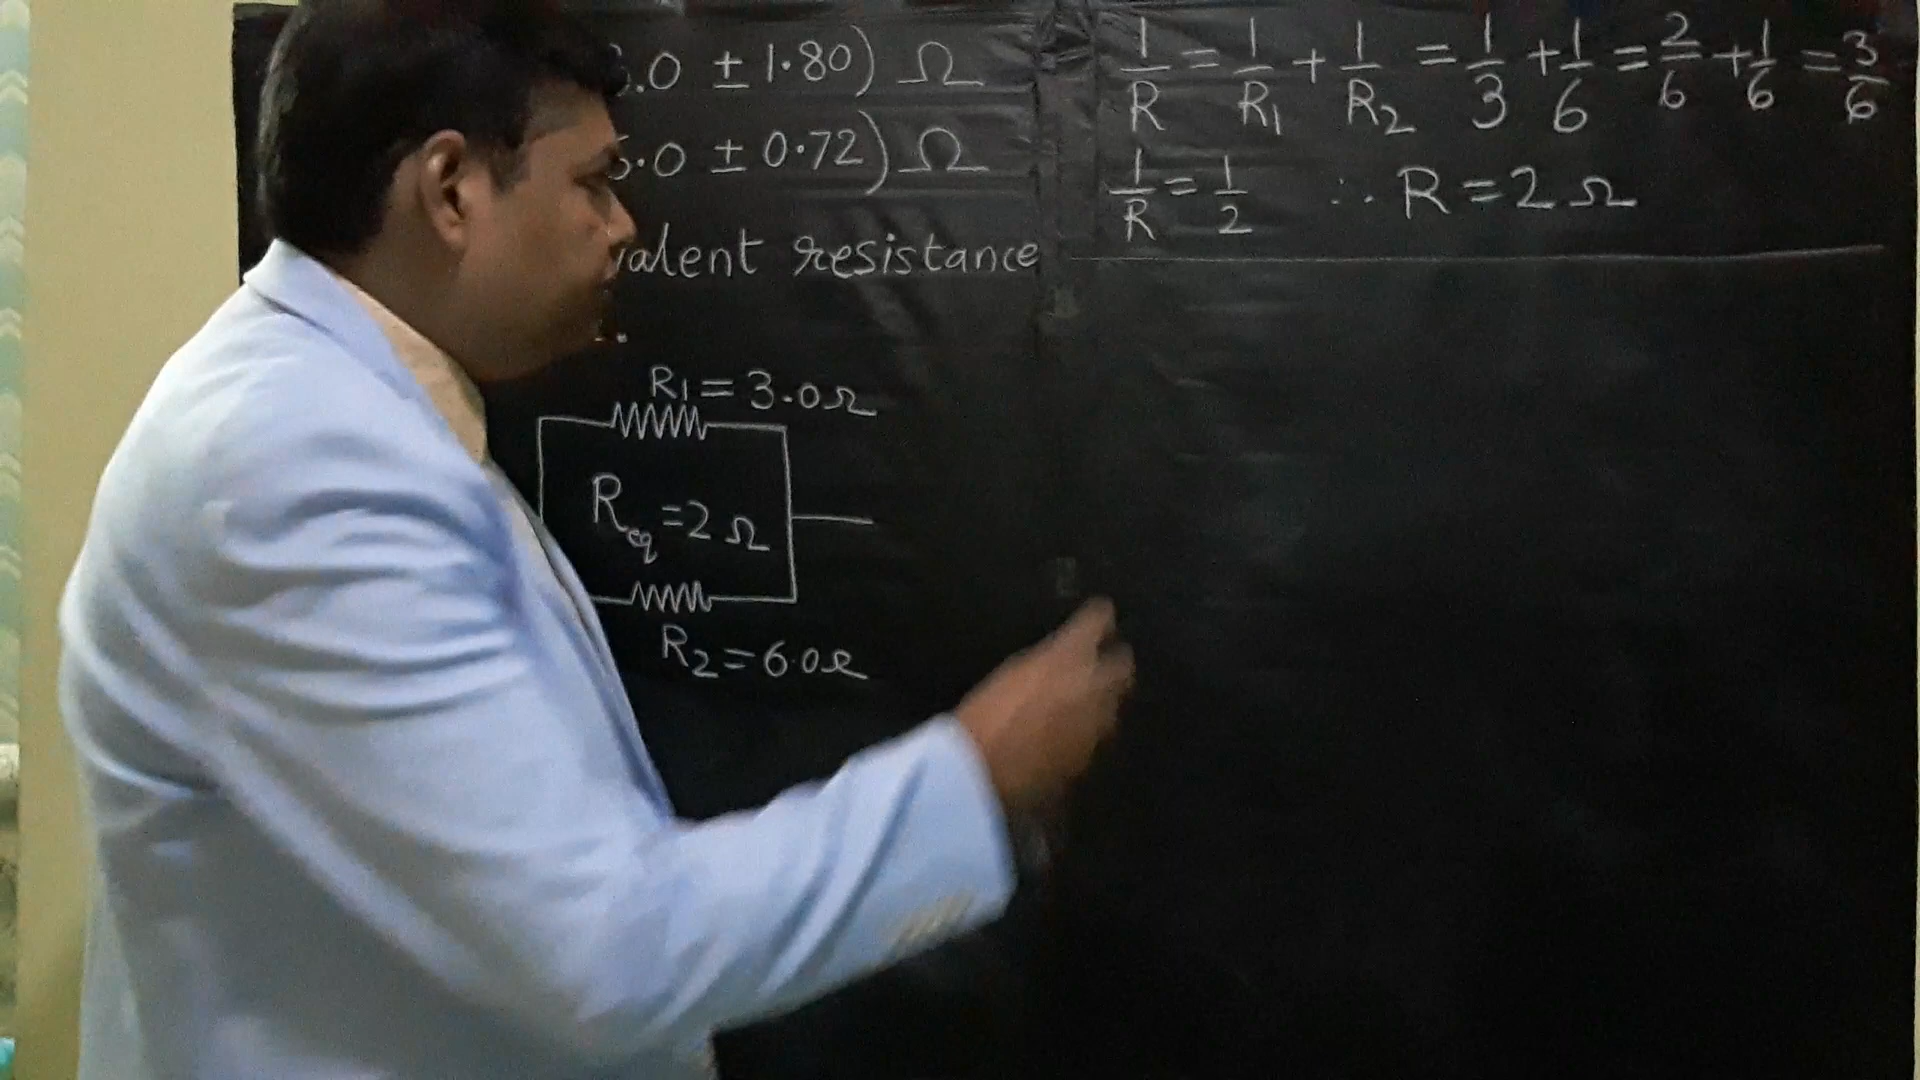 .0 ± 1.80) Ω
.0 ± 0.72) Ω
valent resistance
R1 = 3.0Ω
Req = 2 Ω
R2 = 6.0Ω
1/R = 1/R1 + 1/R2 = 1/3 + 1/6 = 2/6 + 1/6 = 3/6
1/R = 1/2 ∴ R = 2 Ω